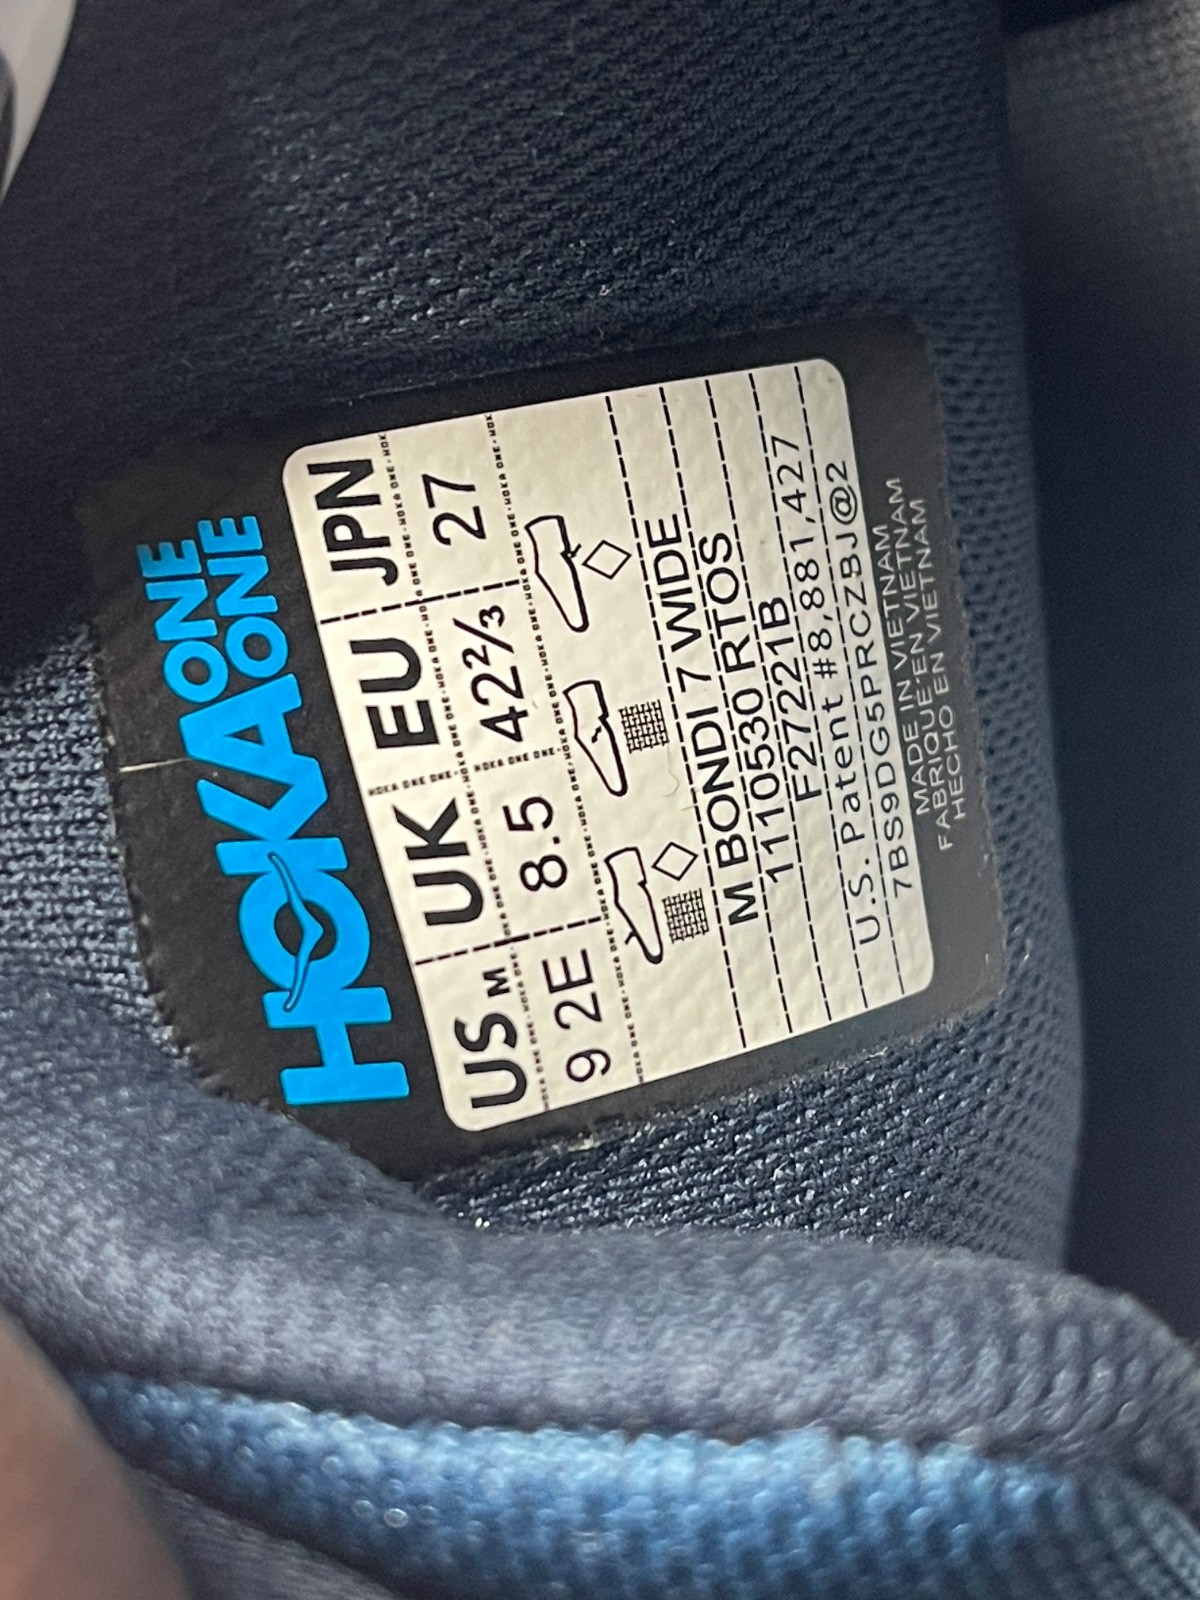 HOKA ONE ONE
US M UK EU JPN
9 2E 8.5 42⅔ 27
M BONDI 7 WIDE
1110530 RTOS
F27221B
U.S. Patent #8,881,427
7BS9DG5PRCZBJ@2
MADE IN VIETNAM
FABRIQUÉ EN VIETNAM
HECHO EN VIETNAM